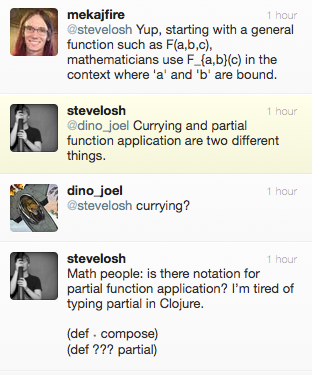 mekajfire 1 hour
@stevelosh Yup, starting with a general
function such as F(a,b,c),
mathematicians use F_{a,b}(c) in the
context where 'a' and 'b' are bound.
stevelosh 1 hour
@dino_joel Currying and partial
function application are two different
things.
dino_joel 1 hour
@stevelosh currying?
stevelosh 1 hour
Math people: is there notation for
partial function application? I'm tired of
typing partial in Clojure.
(def · compose)
(def ??? partial)